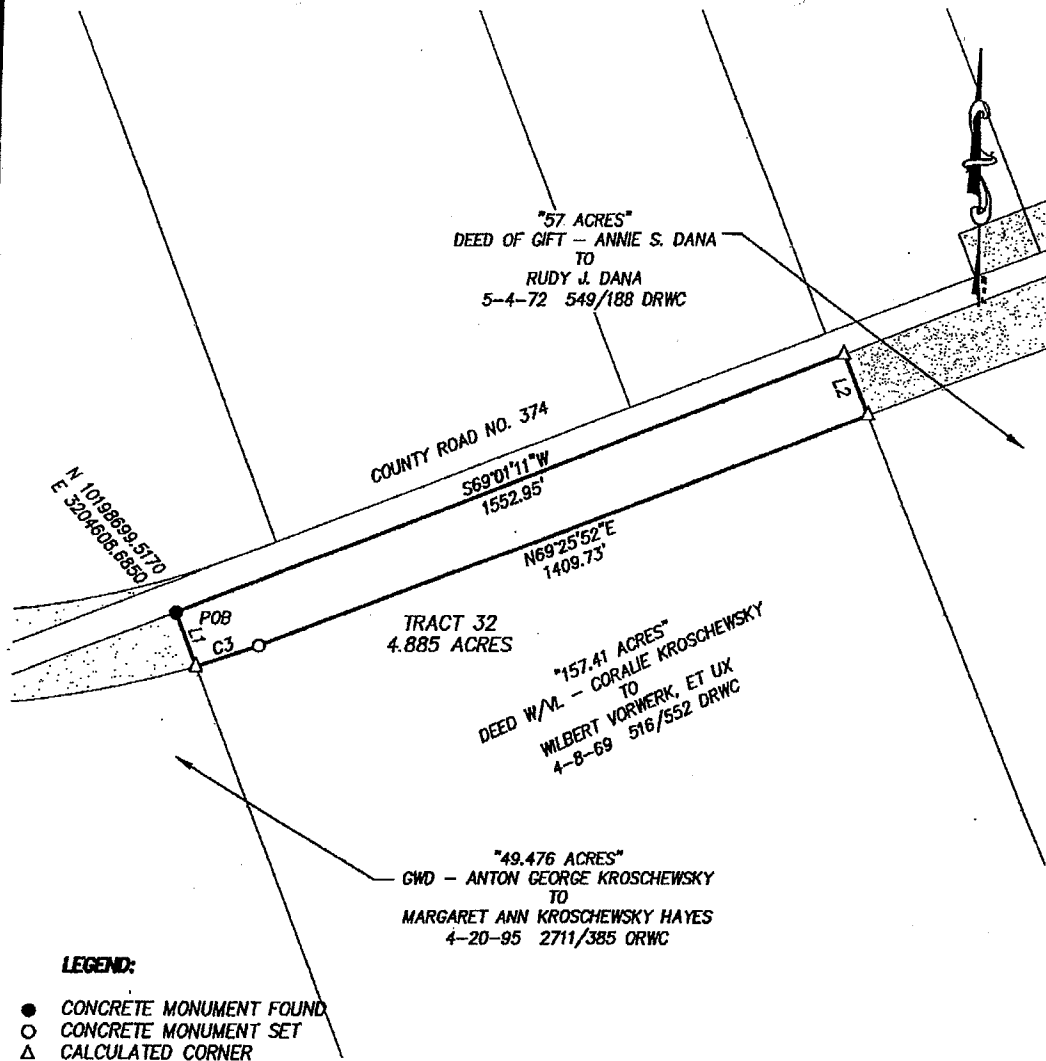 "57 ACRES"
DEED OF GIFT - ANNIE S. DANA
TO
RUDY J. DANA
5-4-72 549/188 DRWC
COUNTY ROAD NO. 374
L2
S69°01'11"W
1552.95'
N 10198699.5170
E 3204608.6850
N69°25'52"E
1409.73'
POB
L1
C3
TRACT 32
4.885 ACRES
"157.41 ACRES"
DEED W/VL - CORALIE KROSCHEWSKY
TO
WILBERT VORWERK, ET UX
4-8-69 516/552 DRWC
"49.476 ACRES"
GWD - ANTON GEORGE KROSCHEWSKY
TO
MARGARET ANN KROSCHEWSKY HAYES
4-20-95 2711/385 ORWC
LEGEND:
CONCRETE MONUMENT FOUND
CONCRETE MONUMENT SET
CALCULATED CORNER